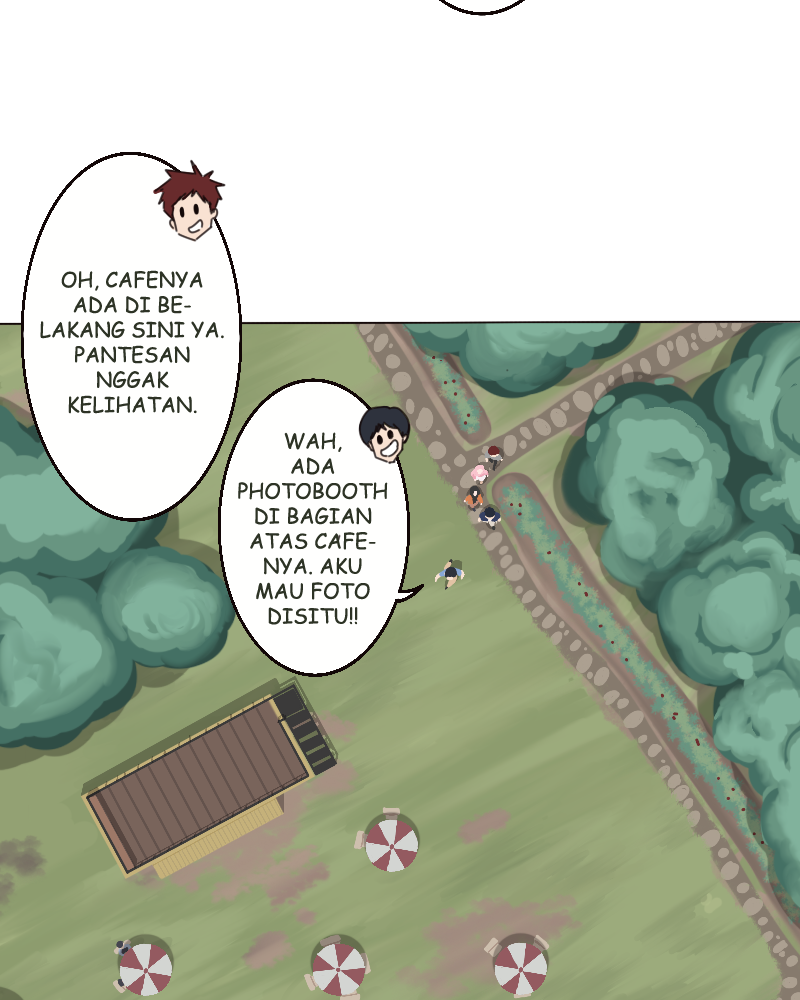 OH, CAFENYA
ADA DI BE-
LAKANG SINI YA.
PANTESAN
NGGAK
KELIHATAN.
WAH,
ADA
PHOTOBOOTH
DI BAGIAN
ATAS CAFE-
NYA. AKU
MAU FOTO
DISITU!!